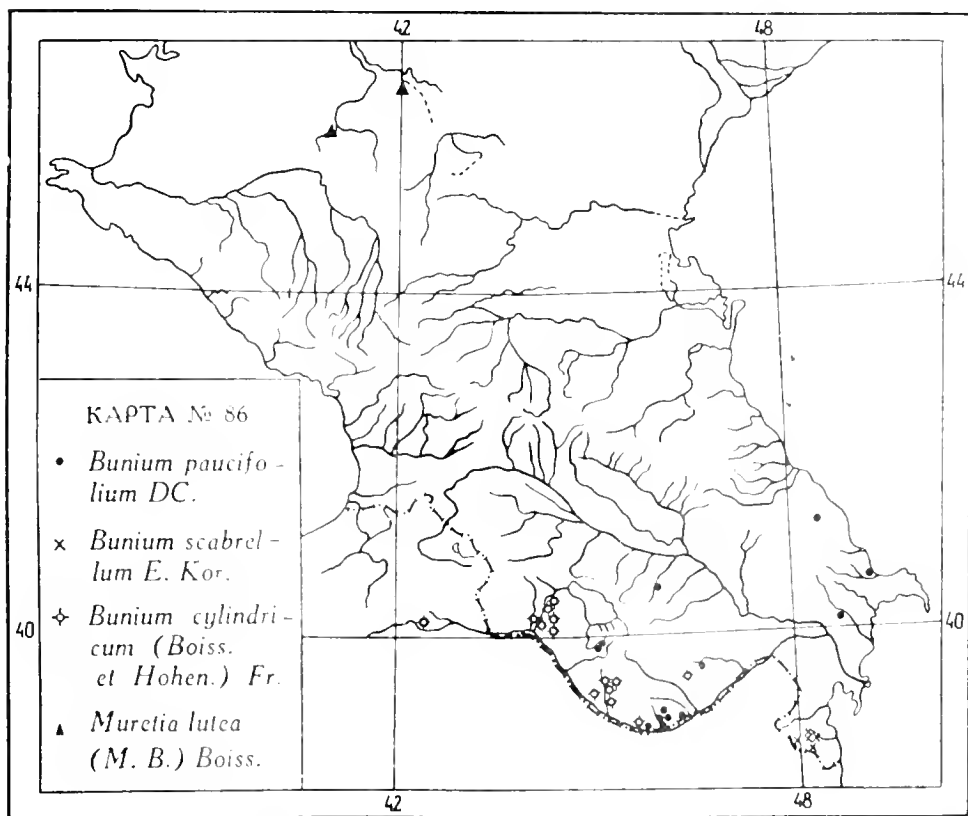 42 48
44 44
КАРТА № 86
• Bunium paucifo-
lium DC.
x Bunium scabrel-
lum E. Kor.
Bunium cylindri-
cum (Boiss.
et Hohen.) Fr.
▲ Muretia lutea
(M. B.) Boiss.
40 40
42 48